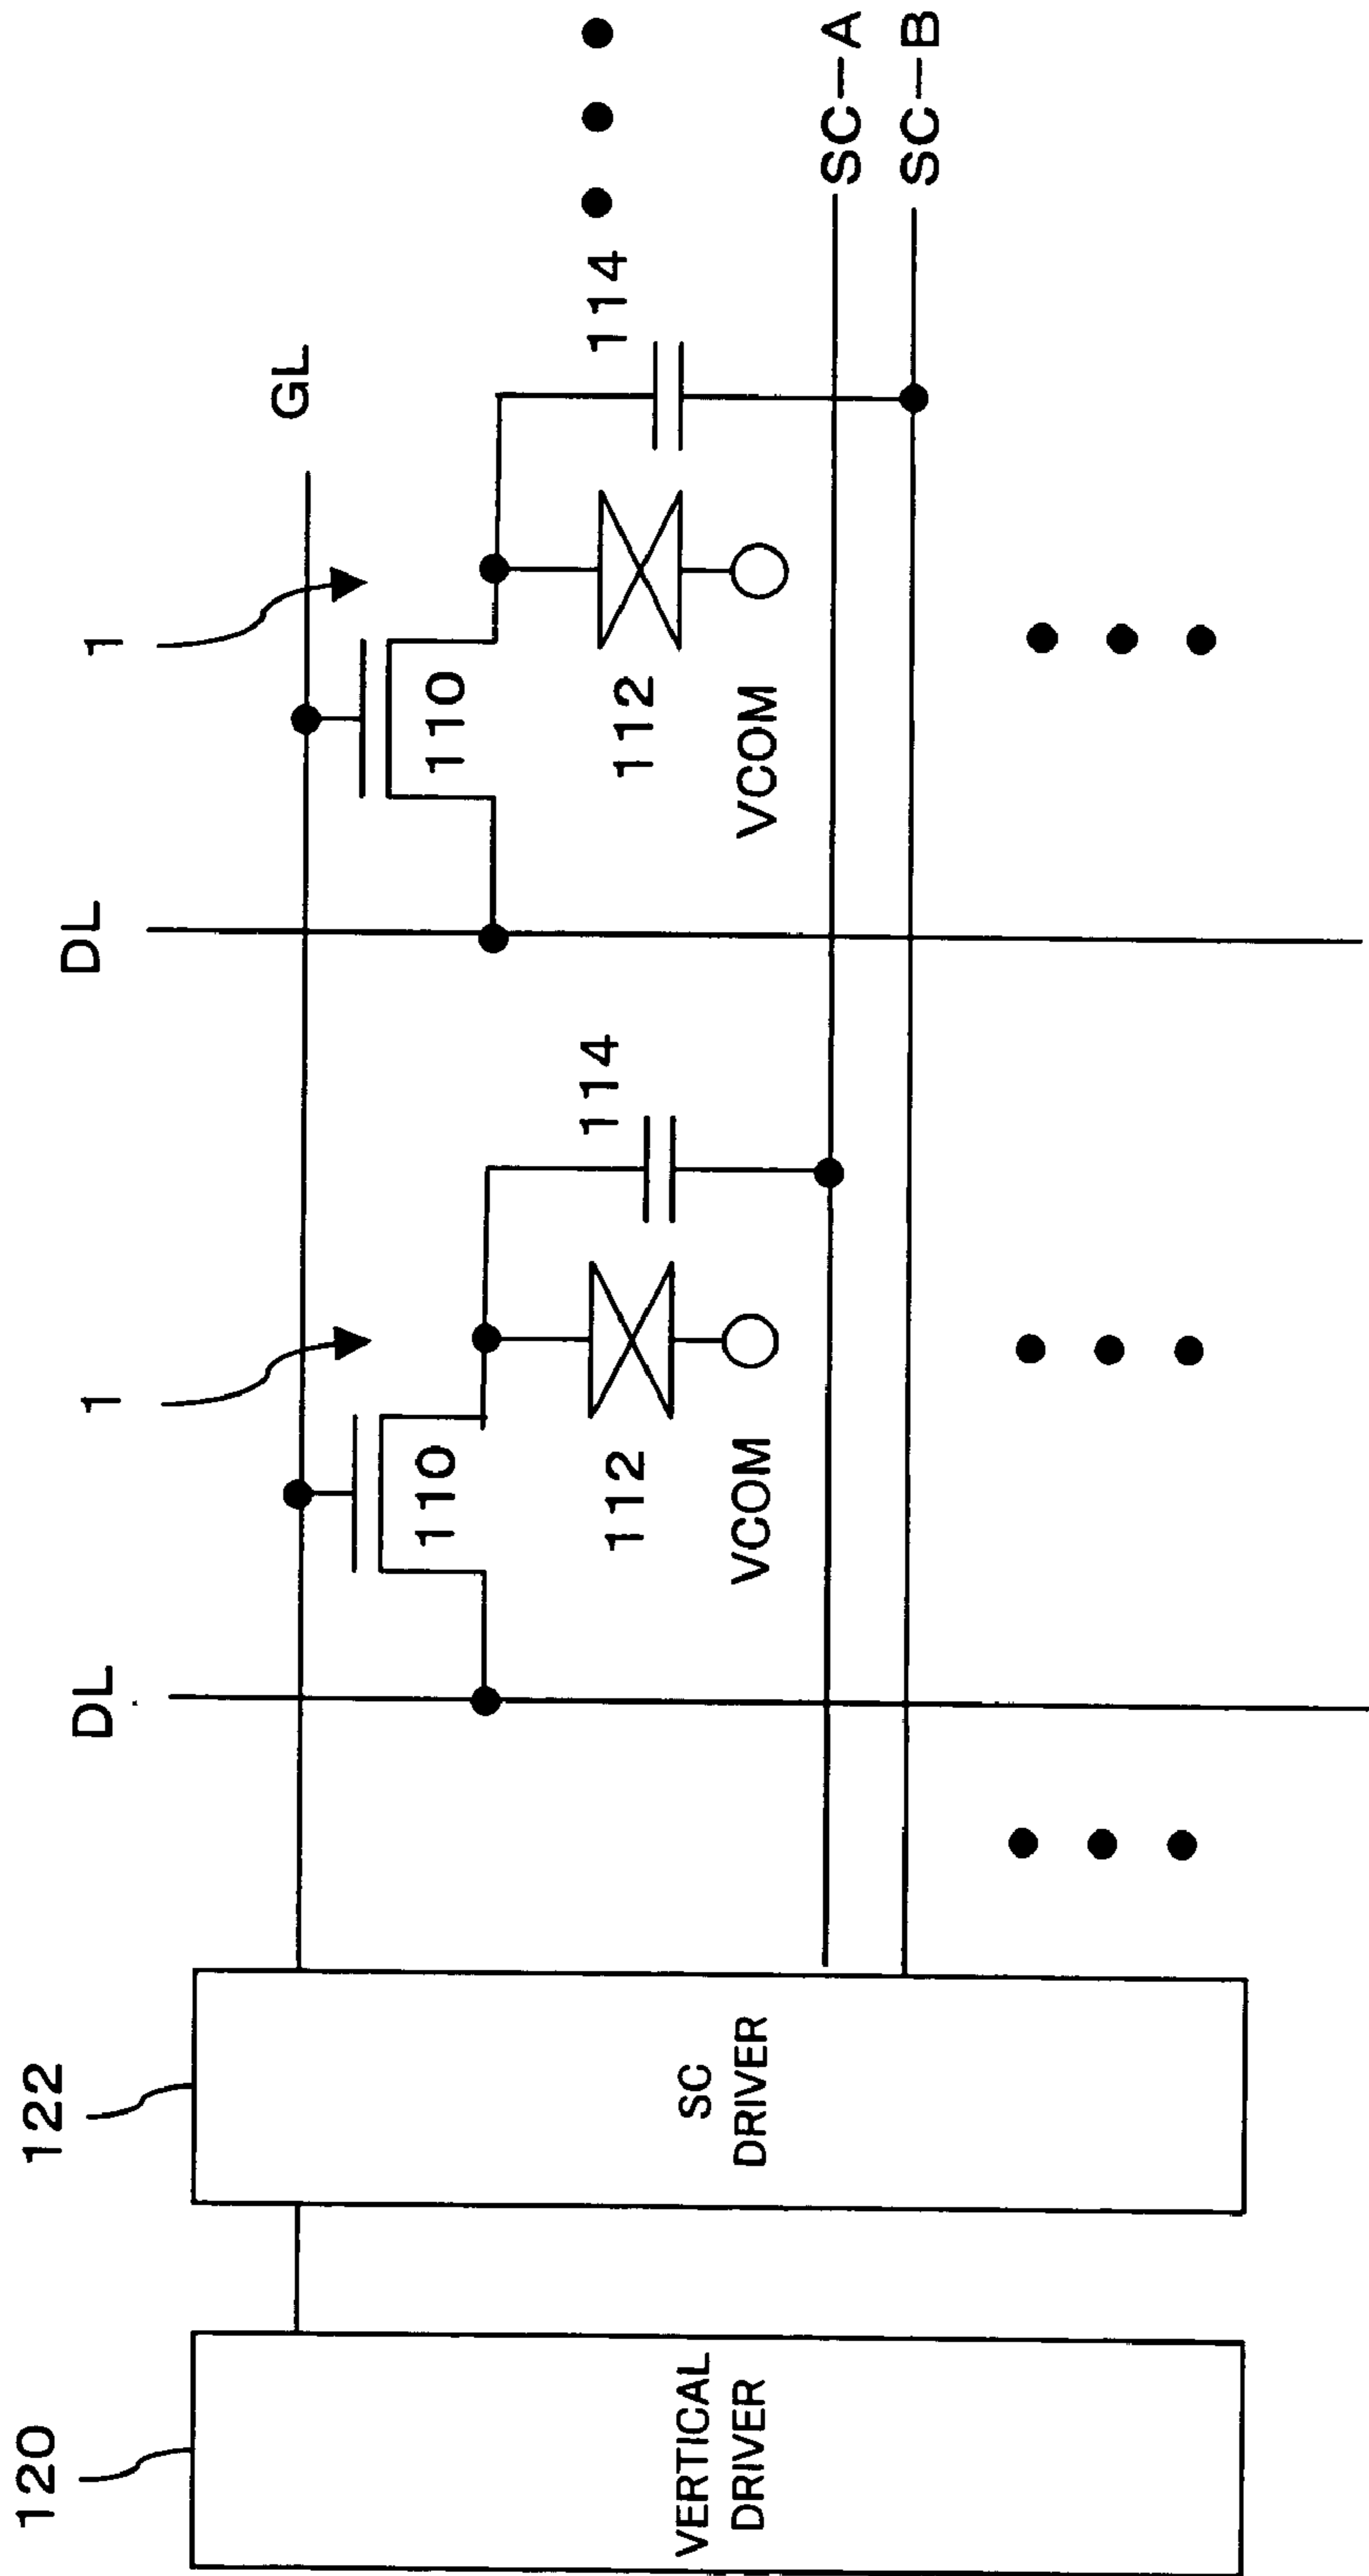 120
122
DL
1
DL
1
GL
110
114
110
114
112
112
VCOM
VCOM
SC-A
SC-B
VERTICAL
DRIVER
SC
DRIVER